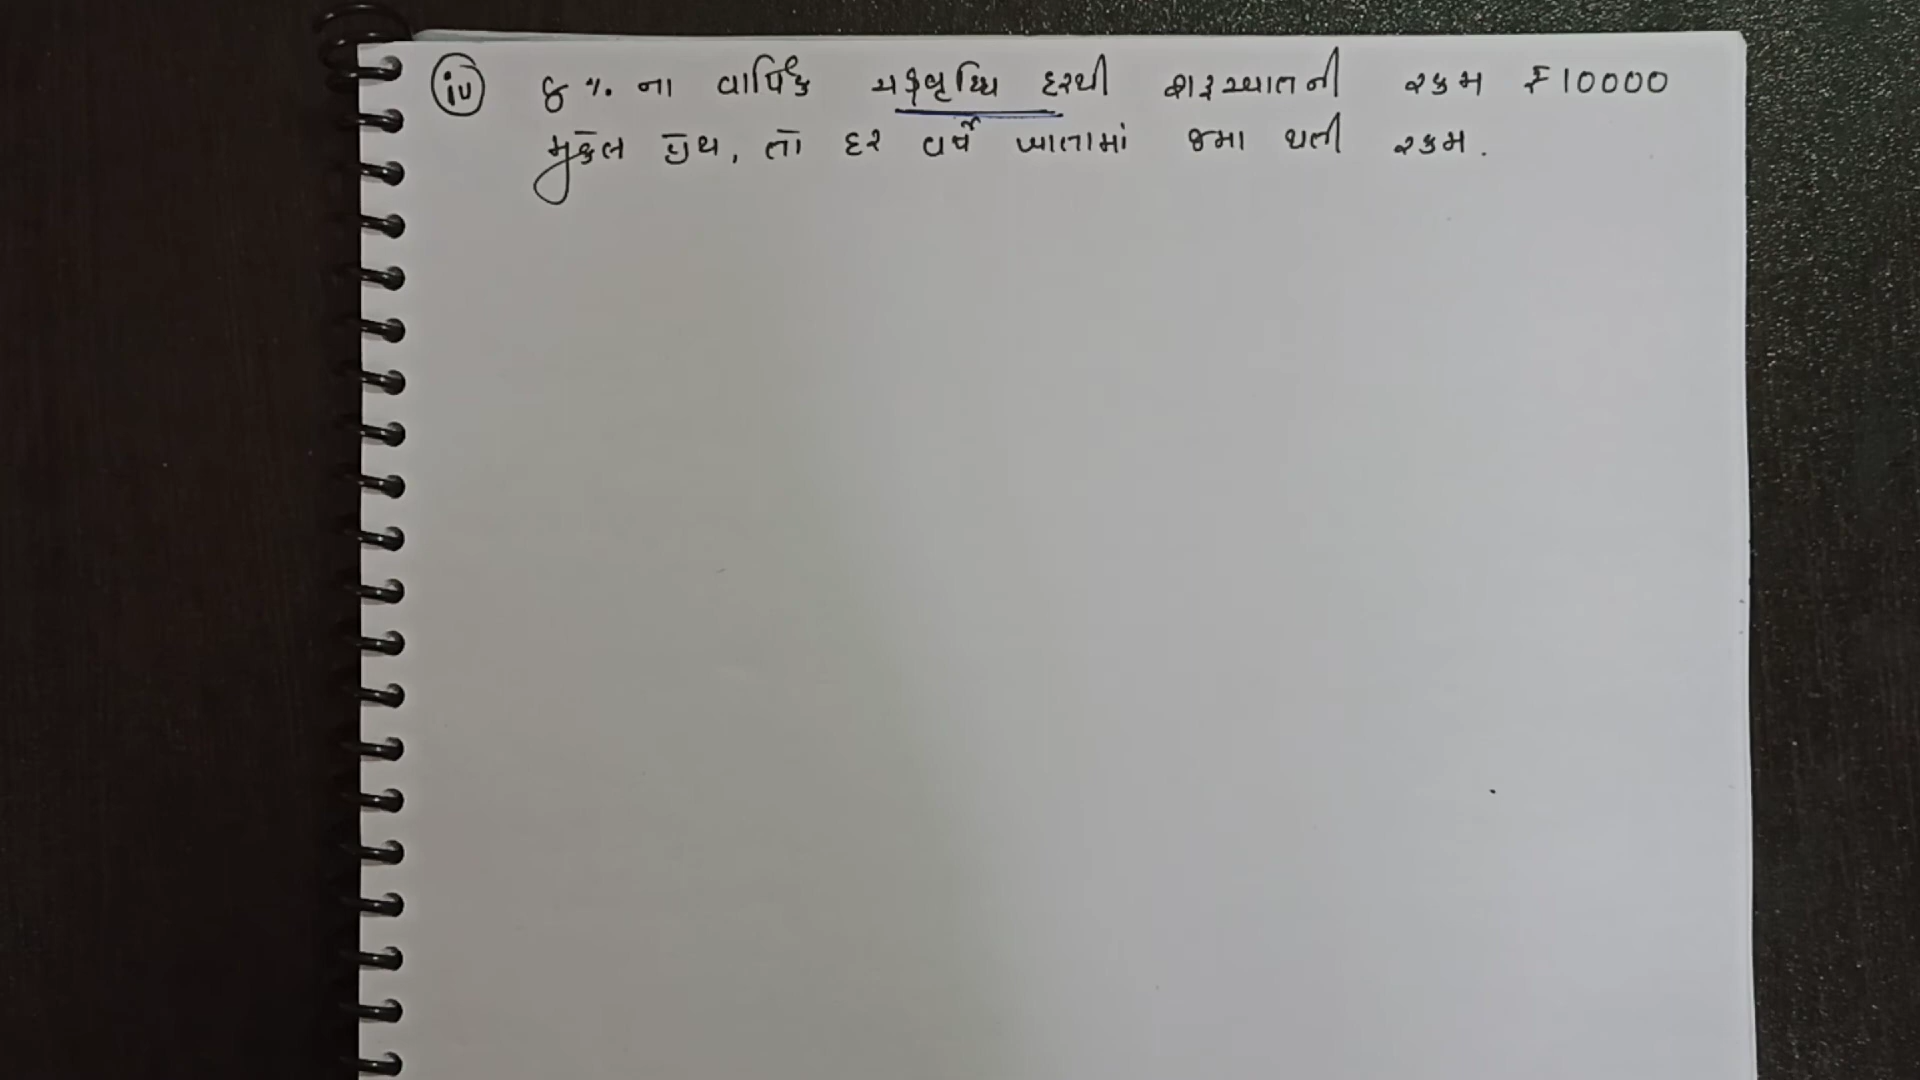 (iv) 8 % ના વાર્ષિક ચક્રવૃધ્ધિ દરથી શરૂઆતની રકમ ₹10000
મુકેલ હોય, તો દર વર્ષે ખાતામાં જમા થતી રકમ.